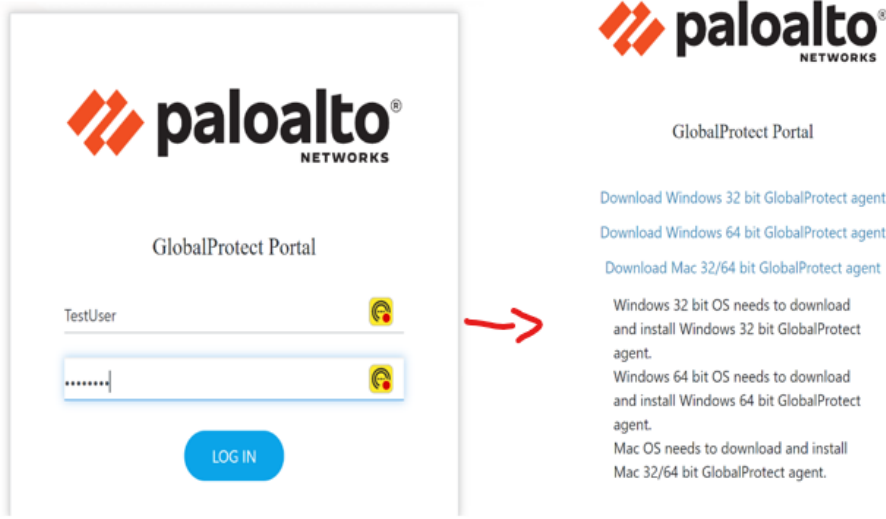 paloalto®
NETWORKS
GlobalProtect Portal
TestUser
••••••••
LOG IN
paloalto®
NETWORKS
GlobalProtect Portal
Download Windows 32 bit GlobalProtect agent
Download Windows 64 bit GlobalProtect agent
Download Mac 32/64 bit GlobalProtect agent
Windows 32 bit OS needs to download
and install Windows 32 bit GlobalProtect
agent.
Windows 64 bit OS needs to download
and install Windows 64 bit GlobalProtect
agent.
Mac OS needs to download and install
Mac 32/64 bit GlobalProtect agent.